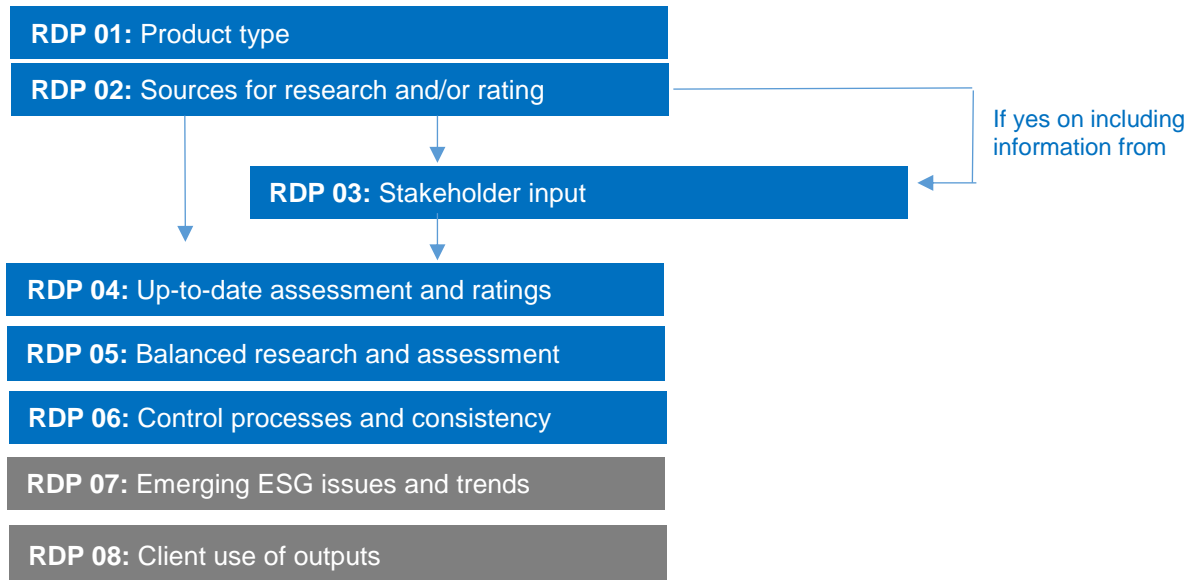 RDP 01: Product type
RDP 02: Sources for research and/or rating
If yes on including
information from
RDP 03: Stakeholder input
RDP 04: Up-to-date assessment and ratings
RDP 05: Balanced research and assessment
RDP 06: Control processes and consistency
RDP 07: Emerging ESG issues and trends
RDP 08: Client use of outputs